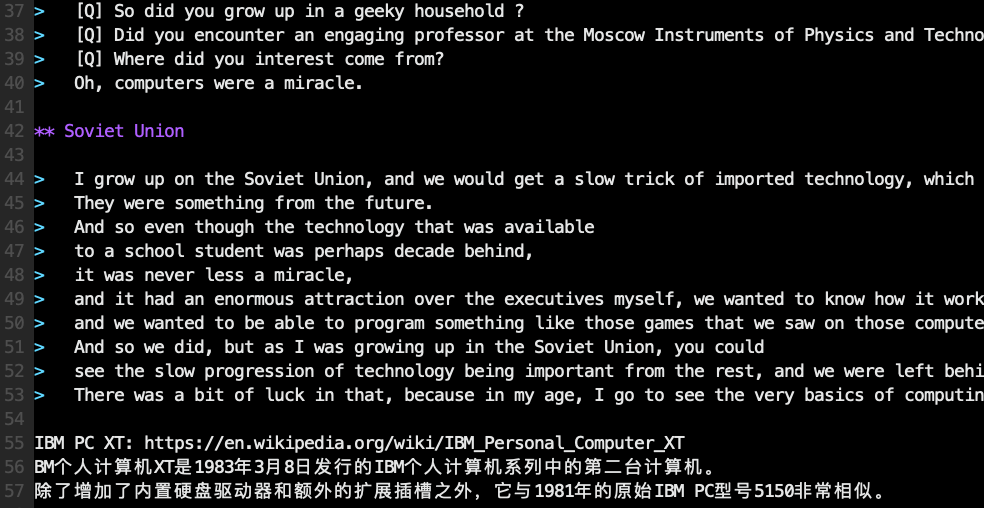 37 > [Q] So did you grow up in a geeky household ?
38 > [Q] Did you encounter an engaging professor at the Moscow Instruments of Physics and Techno
39 > [Q] Where did you interest come from?
40 > Oh, computers were a miracle.
41
42 ** Soviet Union
43
44 > I grow up on the Soviet Union, and we would get a slow trick of imported technology, which
45 > They were something from the future.
46 > And so even though the technology that was available
47 > to a school student was perhaps decade behind,
48 > it was never less a miracle,
49 > and it had an enormous attraction over the executives myself, we wanted to know how it work
50 > and we wanted to be able to program something like those games that we saw on those compute
51 > And so we did, but as I was growing up in the Soviet Union, you could
52 > see the slow progression of technology being important from the rest, and we were left behi
53 > There was a bit of luck in that, because in my age, I go to see the very basics of computin
54
55 IBM PC XT: https://en.wikipedia.org/wiki/IBM_Personal_Computer_XT
56 BM个人计算机XT是1983年3月8日发行的IBM个人计算机系列中的第二台计算机。
57 除了增加了内置硬盘驱动器和额外的扩展插槽之外，它与1981年的原始IBM PC型号5150非常相似。